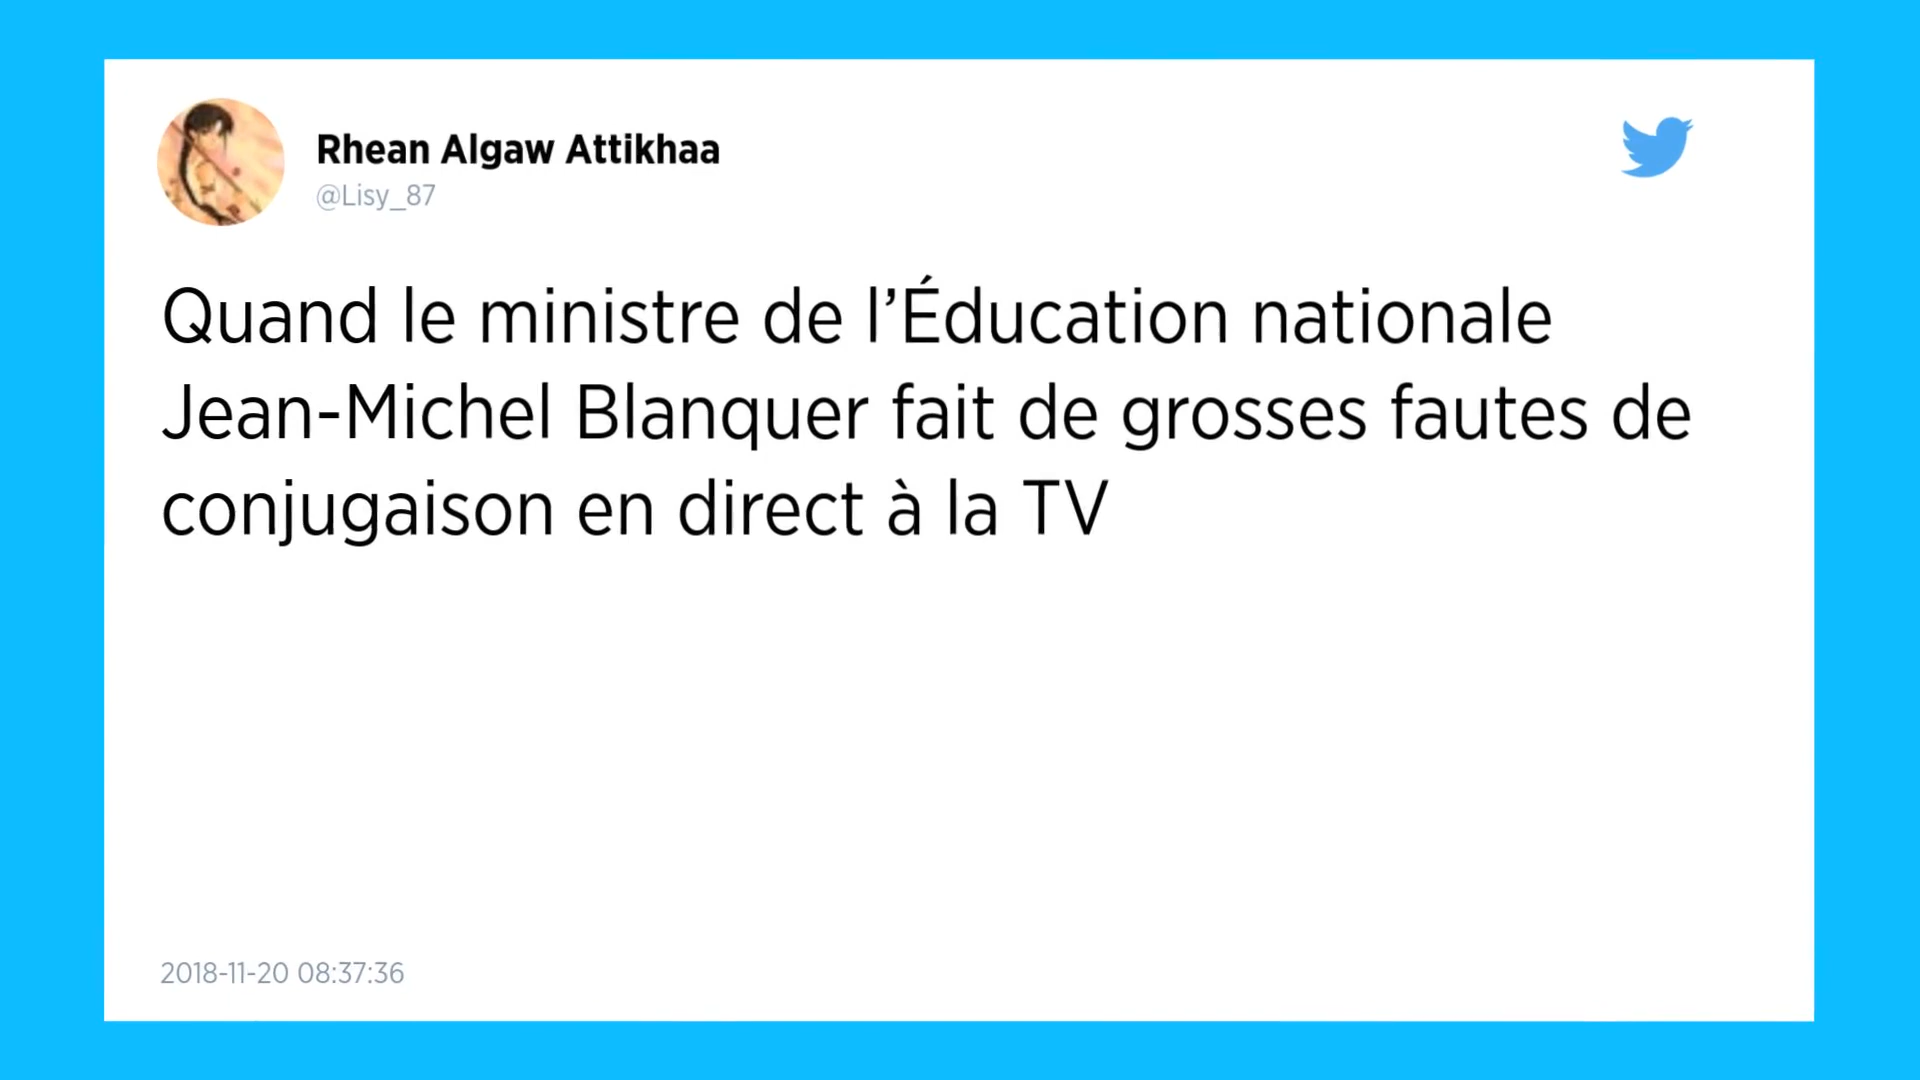 Rhean Algaw Attikhaa
@Lisy_87
Quand le ministre de l’Éducation nationale
Jean-Michel Blanquer fait de grosses fautes de
conjugaison en direct à la TV
2018-11-20 08:37:36